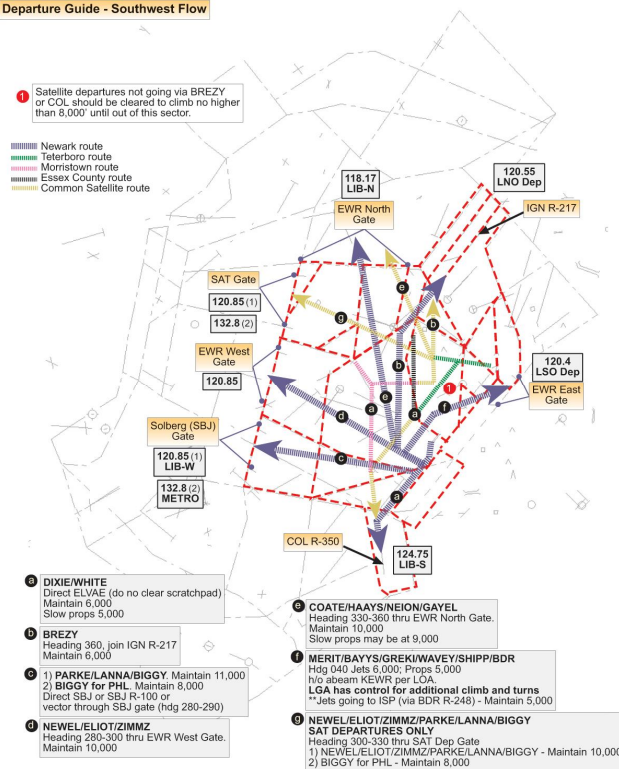 Departure Guide - Southwest Flow
1 Satellite departures not going via BREZY
or COL should be cleared to climb no higher
than 8,000' until out of this sector.
Newark route
Teterboro route
Morristown route
Essex County route
Common Satellite route
118.17
LIB-N
EWR North
Gate
120.55
LNO Dep
IGN R-217
SAT Gate
120.85 (1)
132.8 (2)
EWR West
Gate
120.85
Solberg (SBJ)
Gate
120.85 (1)
LIB-W
132.8 (2)
METRO
120.4
LSO Dep
EWR East
Gate
e
g
b
b
1
a
e
a
f
d
c
a
COL R-350
124.75
LIB-S
a DIXIE/WHITE
Direct ELVAE (do no clear scratchpad)
Maintain 6,000
Slow props 5,000
b BREZY
Heading 360, join IGN R-217
Maintain 6,000
c 1) PARKE/LANNA/BIGGY. Maintain 11,000
2) BIGGY for PHL. Maintain 8,000
Direct SBJ or SBJ R-100 or
vector through SBJ gate (hdg 280-290)
d NEWEL/ELIOT/ZIMMZ
Heading 280-300 thru EWR West Gate.
Maintain 10,000
e COATE/HAAYS/NEION/GAYEL
Heading 330-360 thru EWR North Gate.
Maintain 10,000
Slow props may be at 9,000
f MERIT/BAYYS/GREKI/WAVEY/SHIPP/BDR
Hdg 040 Jets 6,000; Props 5,000
h/o abeam KEWR per LOA.
LGA has control for additional climb and turns
**Jets going to ISP (via BDR R-248) - Maintain 5,000
g NEWEL/ELIOT/ZIMMZ/PARKE/LANNA/BIGGY
SAT DEPARTURES ONLY
Heading 300-330 thru SAT Dep Gate
1) NEWEL/ELIOT/ZIMMZ/PARKE/LANNA/BIGGY - Maintain 10,000
2) BIGGY for PHL - Maintain 8,000